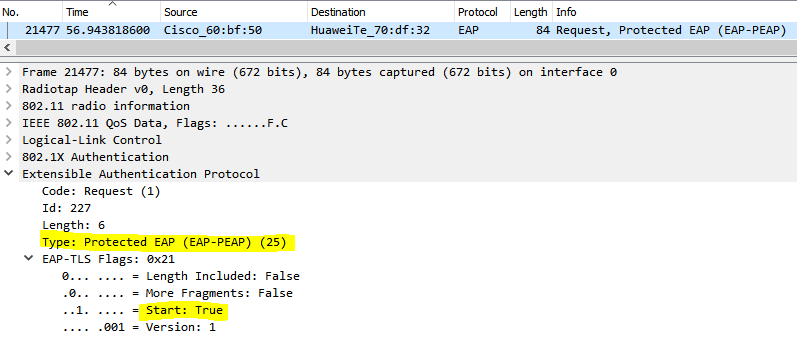 No. Time Source Destination Protocol Length Info
21477 56.943818600 Cisco_60:bf:50 HuaweiTe_70:df:32 EAP 84 Request, Protected EAP (EAP-PEAP)
Frame 21477: 84 bytes on wire (672 bits), 84 bytes captured (672 bits) on interface 0
Radiotap Header v0, Length 36
802.11 radio information
IEEE 802.11 QoS Data, Flags: ......F.C
Logical-Link Control
802.1X Authentication
Extensible Authentication Protocol
Code: Request (1)
Id: 227
Length: 6
Type: Protected EAP (EAP-PEAP) (25)
EAP-TLS Flags: 0x21
0... .... = Length Included: False
.0.. .... = More Fragments: False
..1. .... = Start: True
.... .001 = Version: 1